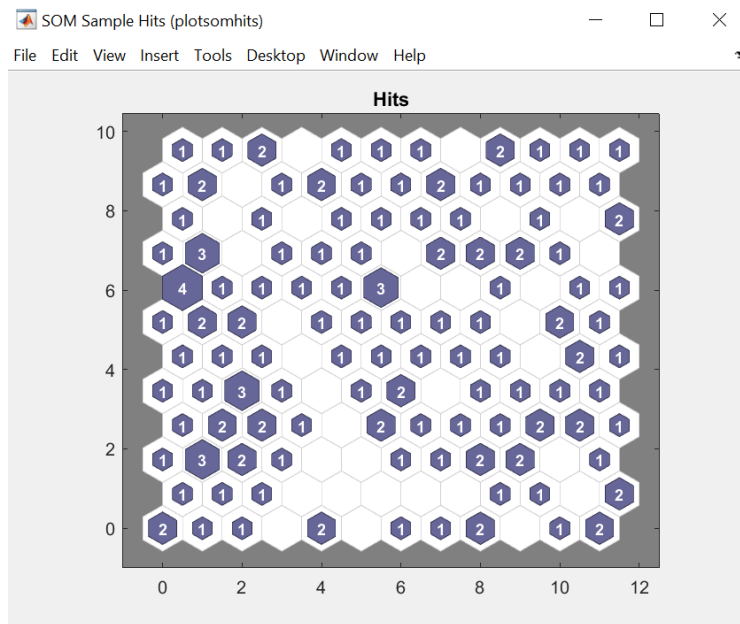 SOM Sample Hits (plotsomhits)
File Edit View Insert Tools Desktop Window Help
Hits
10
1 1 2 1 1 1 2 1 1 1
1 2 1 2 1 1 2 1 1 1 1
8
1 1 1 1 1 1 1 2
1 3 1 1 1 2 2 2 1
6
4 1 1 1 1 3 1 1 1
1 2 2 1 1 1 1 1 2 1
4
1 1 1 1 1 1 1 1 2 1
1 1 3 1 1 2 1 1 1 1
2
1 2 2 1 2 1 1 1 2 2 1
1 3 2 1 1 1 2 2 1
1 1 1 1 1 2
0
2 1 1 2 1 1 2 1 2
0 2 4 6 8 10 12